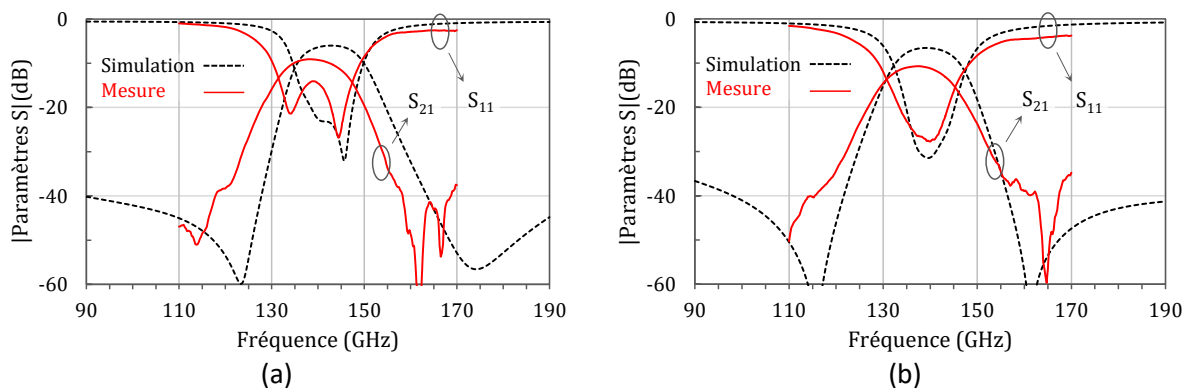 |Paramètres S|(dB)
0
-20
-40
-60
Simulation
Mesure
S21
S11
90 110 130 150 170 190
Fréquence (GHz)
(a)
|Paramètres S|(dB)
0
-20
-40
-60
Simulation
Mesure
S21
S11
90 110 130 150 170 190
Fréquence (GHz)
(b)